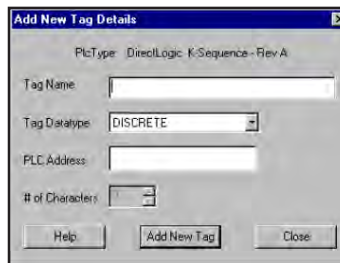 Add New Tag Details
PlcType DirectLogic K-Sequence - Rev A
Tag Name
Tag Datatype DISCRETE
PLC Address
# of Characters
Help Add New Tag Close